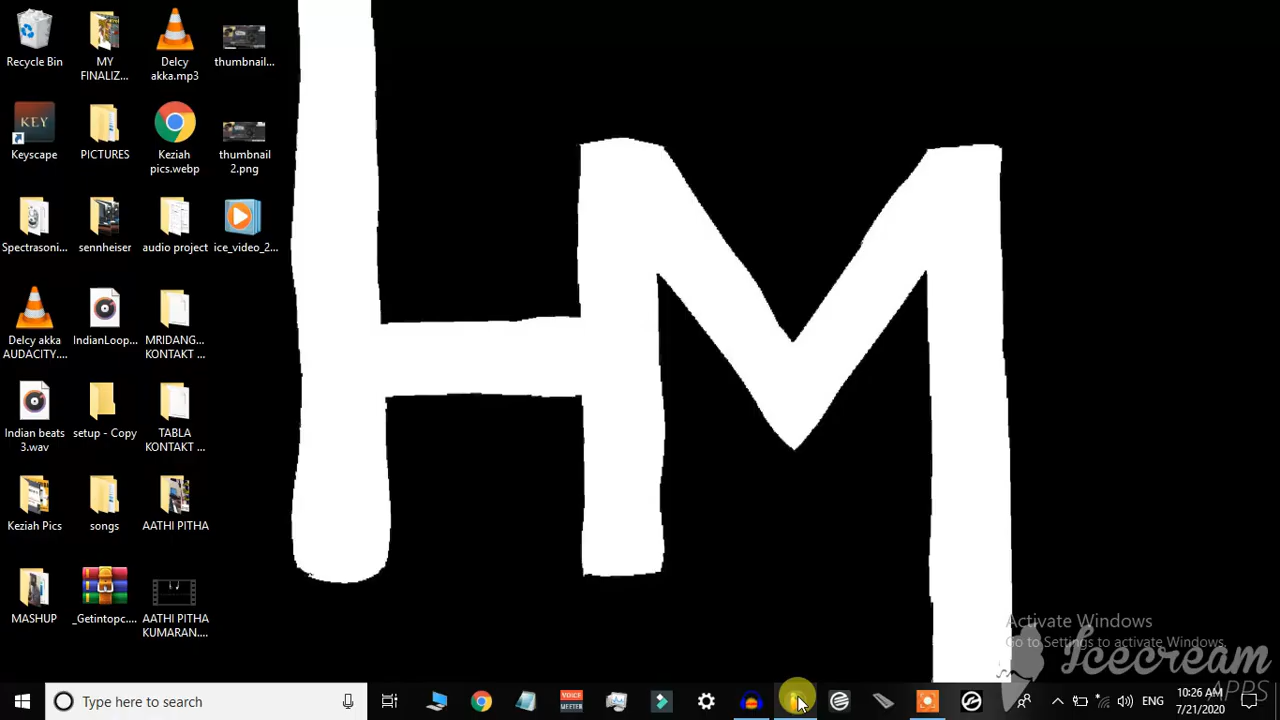 HM
Recycle Bin
MY
FINALIZ...
Delcy
akka.mp3
thumbnail...
KEY
Keyscape
PICTURES
Keziah
pics.webp
thumbnail
2.png
Spectrasoni...
sennheiser
audio project
ice_video_2...
Delcy akka
AUDACITY....
IndianLoop...
MRIDANG...
KONTAKT ...
Indian beats
3.wav
setup - Copy
TABLA
KONTAKT ...
Keziah Pics
songs
AATHI PITHA
MASHUP
_Getintopc....
AATHI PITHA
KUMARAN....
Activate Windows
Go to Settings to activate Windows.
Icecream
APPS
Type here to search
VOICE
MEETER
ENG
10:26 AM
7/21/2020